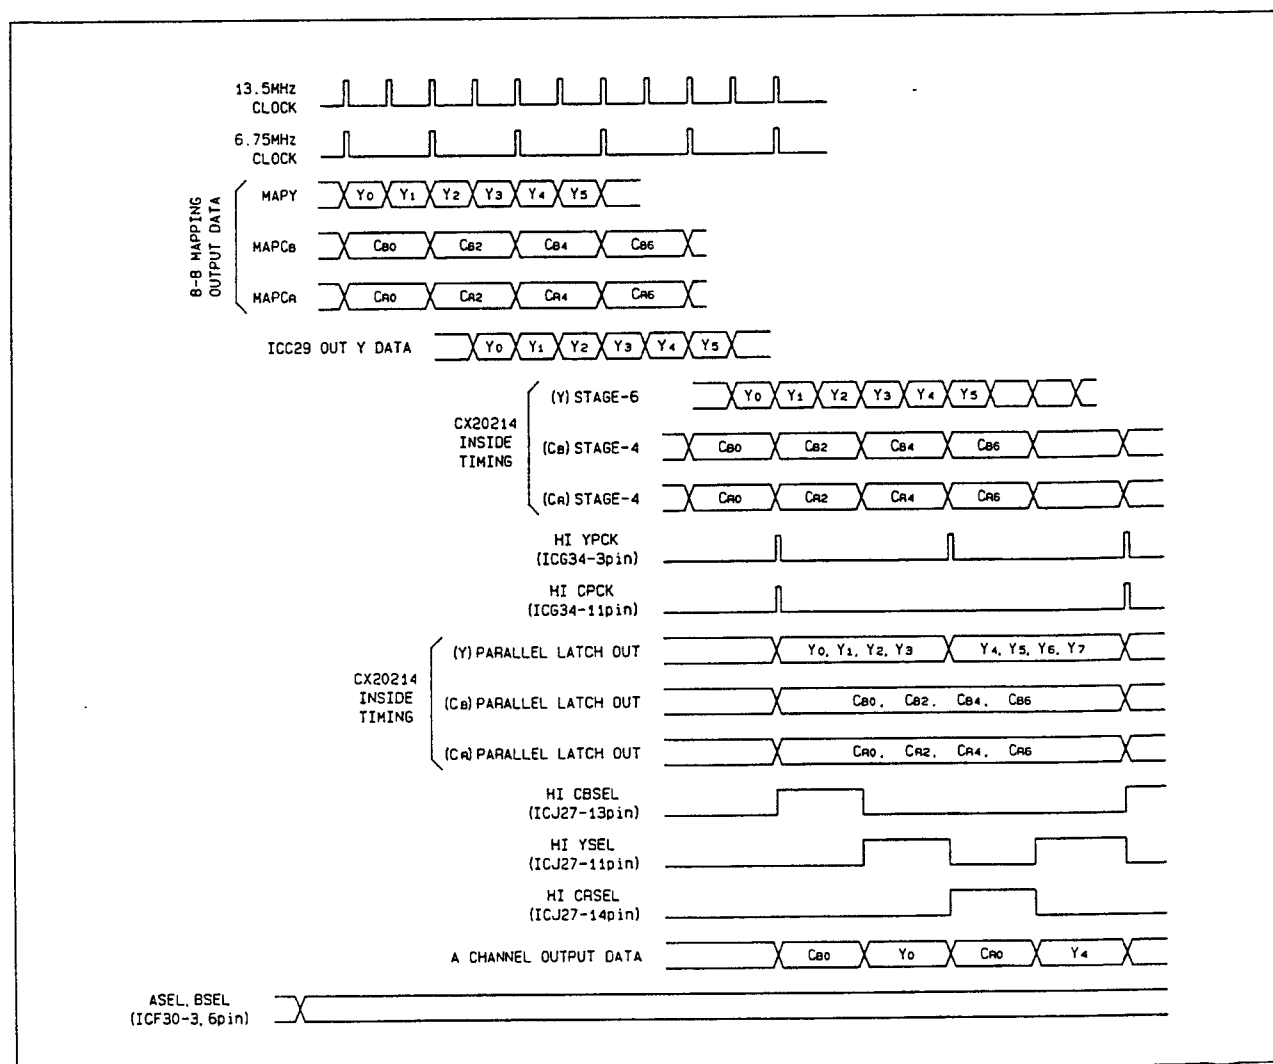 13.5MHz
CLOCK
6.75MHz
CLOCK
8-8 MAPPING
OUTPUT DATA
MAPY
Y0 Y1 Y2 Y3 Y4 Y5
MAPCB
CB0 CB2 CB4 CB6
MAPCR
CR0 CR2 CR4 CR6
ICC29 OUT Y DATA
Y0 Y1 Y2 Y3 Y4 Y5
CX20214
INSIDE
TIMING
(Y) STAGE-6
Y0 Y1 Y2 Y3 Y4 Y5
(CB) STAGE-4
CB0 CB2 CB4 CB6
(CR) STAGE-4
CR0 CR2 CR4 CR6
HI YPCK
(ICG34-3pin)
HI CPCK
(ICG34-11pin)
CX20214
INSIDE
TIMING
(Y) PARALLEL LATCH OUT
Y0, Y1, Y2, Y3 Y4, Y5, Y6, Y7
(CB) PARALLEL LATCH OUT
CB0, CB2, CB4, CB6
(CR) PARALLEL LATCH OUT
CR0, CR2, CR4, CR6
HI CBSEL
(ICJ27-13pin)
HI YSEL
(ICJ27-11pin)
HI CRSEL
(ICJ27-14pin)
A CHANNEL OUTPUT DATA
CB0 Y0 CR0 Y4
ASEL, BSEL
(ICF30-3, 6pin)